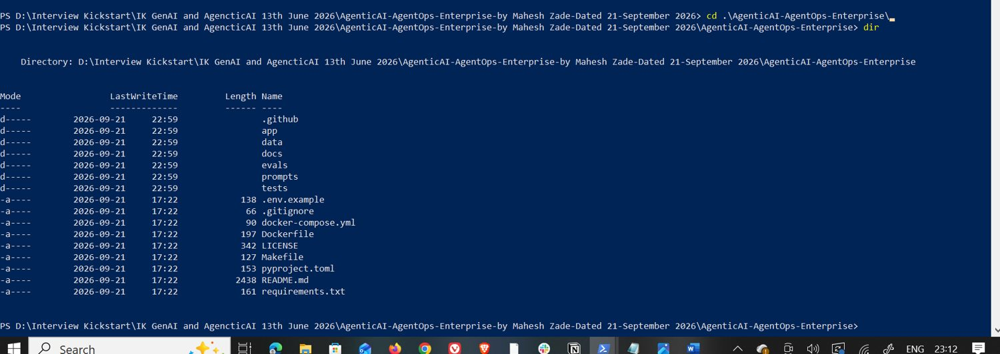 PS D:\Interview Kickstart\IK GenAI and AgencticAI 13th June 2026\AgenticAI-AgentOps-Enterprise-by Mahesh Zade-Dated 21-September 2026> cd .\AgenticAI-AgentOps-Enterprise\
PS D:\Interview Kickstart\IK GenAI and AgencticAI 13th June 2026\AgenticAI-AgentOps-Enterprise-by Mahesh Zade-Dated 21-September 2026\AgenticAI-AgentOps-Enterprise> dir
Directory: D:\Interview Kickstart\IK GenAI and AgencticAI 13th June 2026\AgenticAI-AgentOps-Enterprise-by Mahesh Zade-Dated 21-September 2026\AgenticAI-AgentOps-Enterprise
Mode LastWriteTime Length Name
---- ------------- ------ ----
d----- 2026-09-21 22:59 .github
d----- 2026-09-21 22:59 app
d----- 2026-09-21 22:59 data
d----- 2026-09-21 22:59 docs
d----- 2026-09-21 22:59 evals
d----- 2026-09-21 22:59 prompts
d----- 2026-09-21 22:59 tests
-a---- 2026-09-21 17:22 138 .env.example
-a---- 2026-09-21 17:22 66 .gitignore
-a---- 2026-09-21 17:22 90 docker-compose.yml
-a---- 2026-09-21 17:22 197 Dockerfile
-a---- 2026-09-21 17:22 342 LICENSE
-a---- 2026-09-21 17:22 127 Makefile
-a---- 2026-09-21 17:22 153 pyproject.toml
-a---- 2026-09-21 17:22 2438 README.md
-a---- 2026-09-21 17:22 161 requirements.txt
PS D:\Interview Kickstart\IK GenAI and AgencticAI 13th June 2026\AgenticAI-AgentOps-Enterprise-by Mahesh Zade-Dated 21-September 2026\AgenticAI-AgentOps-Enterprise>
Search ENG 23:12